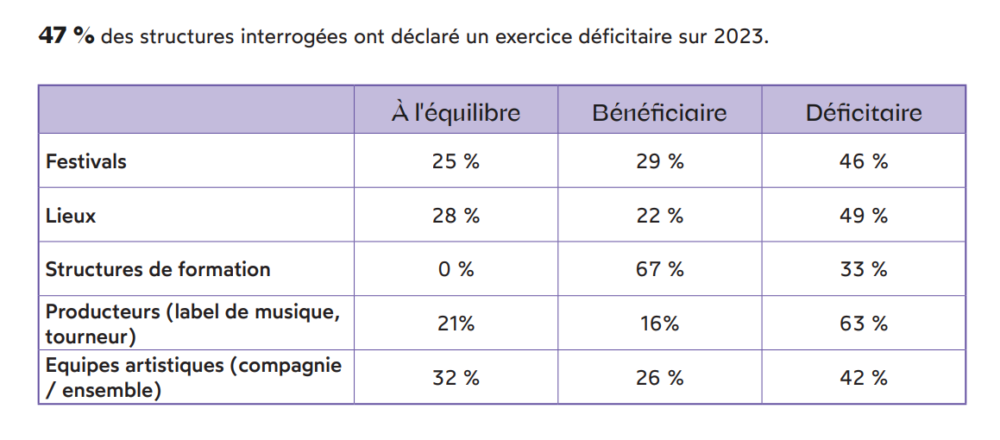 47 % des structures interrogées ont déclaré un exercice déficitaire sur 2023.
À l'équilibre Bénéficiaire Déficitaire
Festivals 25 % 29 % 46 %
Lieux 28 % 22 % 49 %
Structures de formation 0 % 67 % 33 %
Producteurs (label de musique,
tourneur) 21% 16% 63 %
Equipes artistiques (compagnie
/ ensemble) 32 % 26 % 42 %